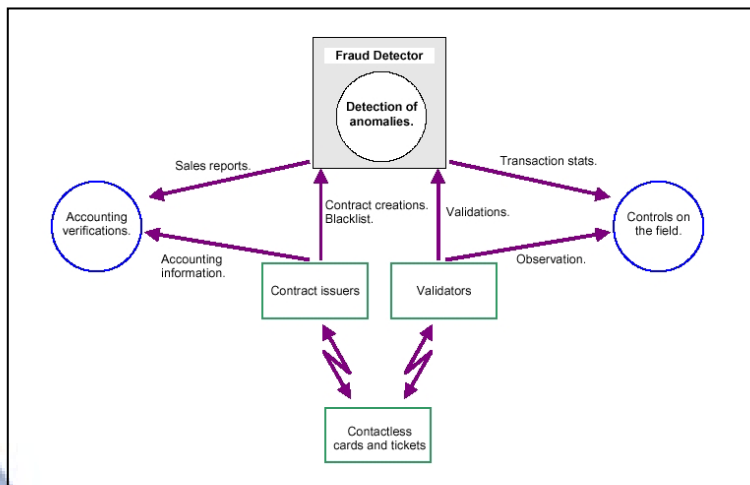 Fraud Detector
Detection of
anomalies.
Sales reports.
Transaction stats.
Accounting
verifications.
Contract creations.
Blacklist.
Validations.
Controls on
the field.
Accounting
information.
Observation.
Contract issuers
Validators
Contactless
cards and tickets